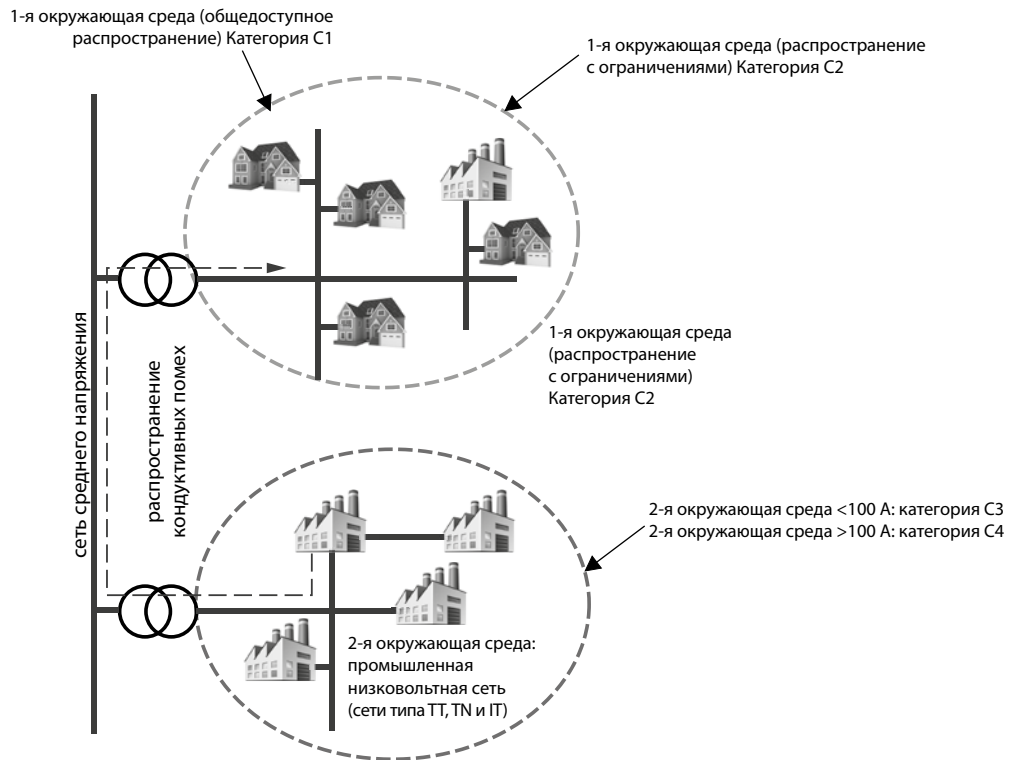 1-я окружающая среда (общедоступное
распространение) Категория C1
1-я окружающая среда (распространение
с ограничениями) Категория C2
сеть среднего напряжения
распространение
кондуктивных помех
1-я окружающая среда
(распространение
с ограничениями)
Категория C2
2-я окружающая среда <100 А: категория C3
2-я окружающая среда >100 А: категория C4
2-я окружающая среда:
промышленная
низковольтная сеть
(сети типа TT, TN и IT)